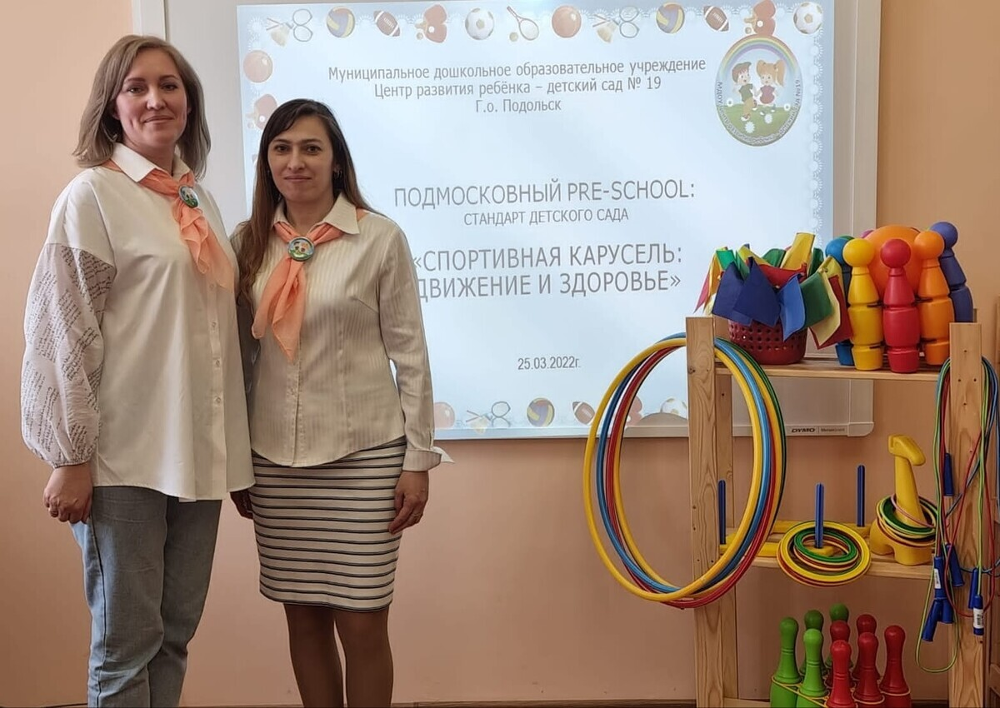 Муниципальное дошкольное образовательное учреждение
Центр развития ребёнка – детский сад № 19
Г.о. Подольск
ПОДМОСКОВНЫЙ PRE-SCHOOL:
СТАНДАРТ ДЕТСКОГО САДА
«СПОРТИВНАЯ КАРУСЕЛЬ:
ДВИЖЕНИЕ И ЗДОРОВЬЕ»
25.03.2022г.
DYMO